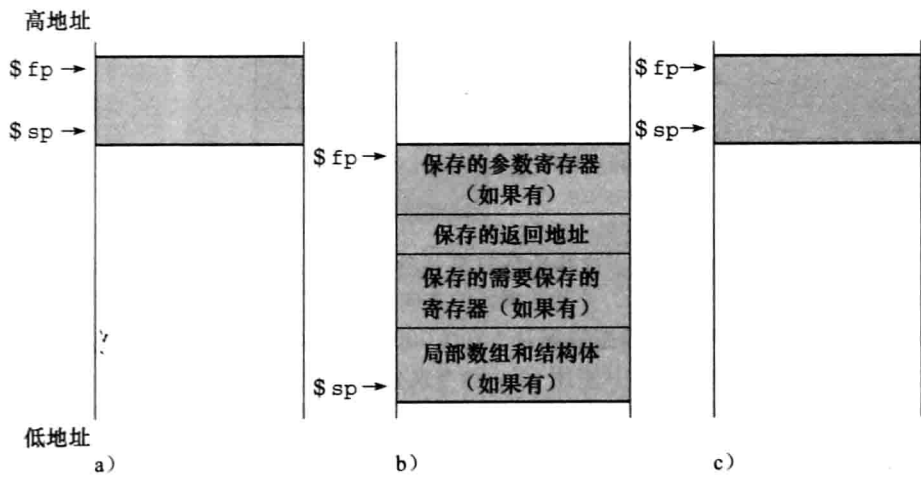 高地址
$fp→
$sp→
$fp→
保存的参数寄存器
(如果有)
保存的返回地址
保存的需要保存的
寄存器(如果有)
局部数组和结构体
(如果有)
$sp→
$fp→
$sp→
低地址
a)
b)
c)